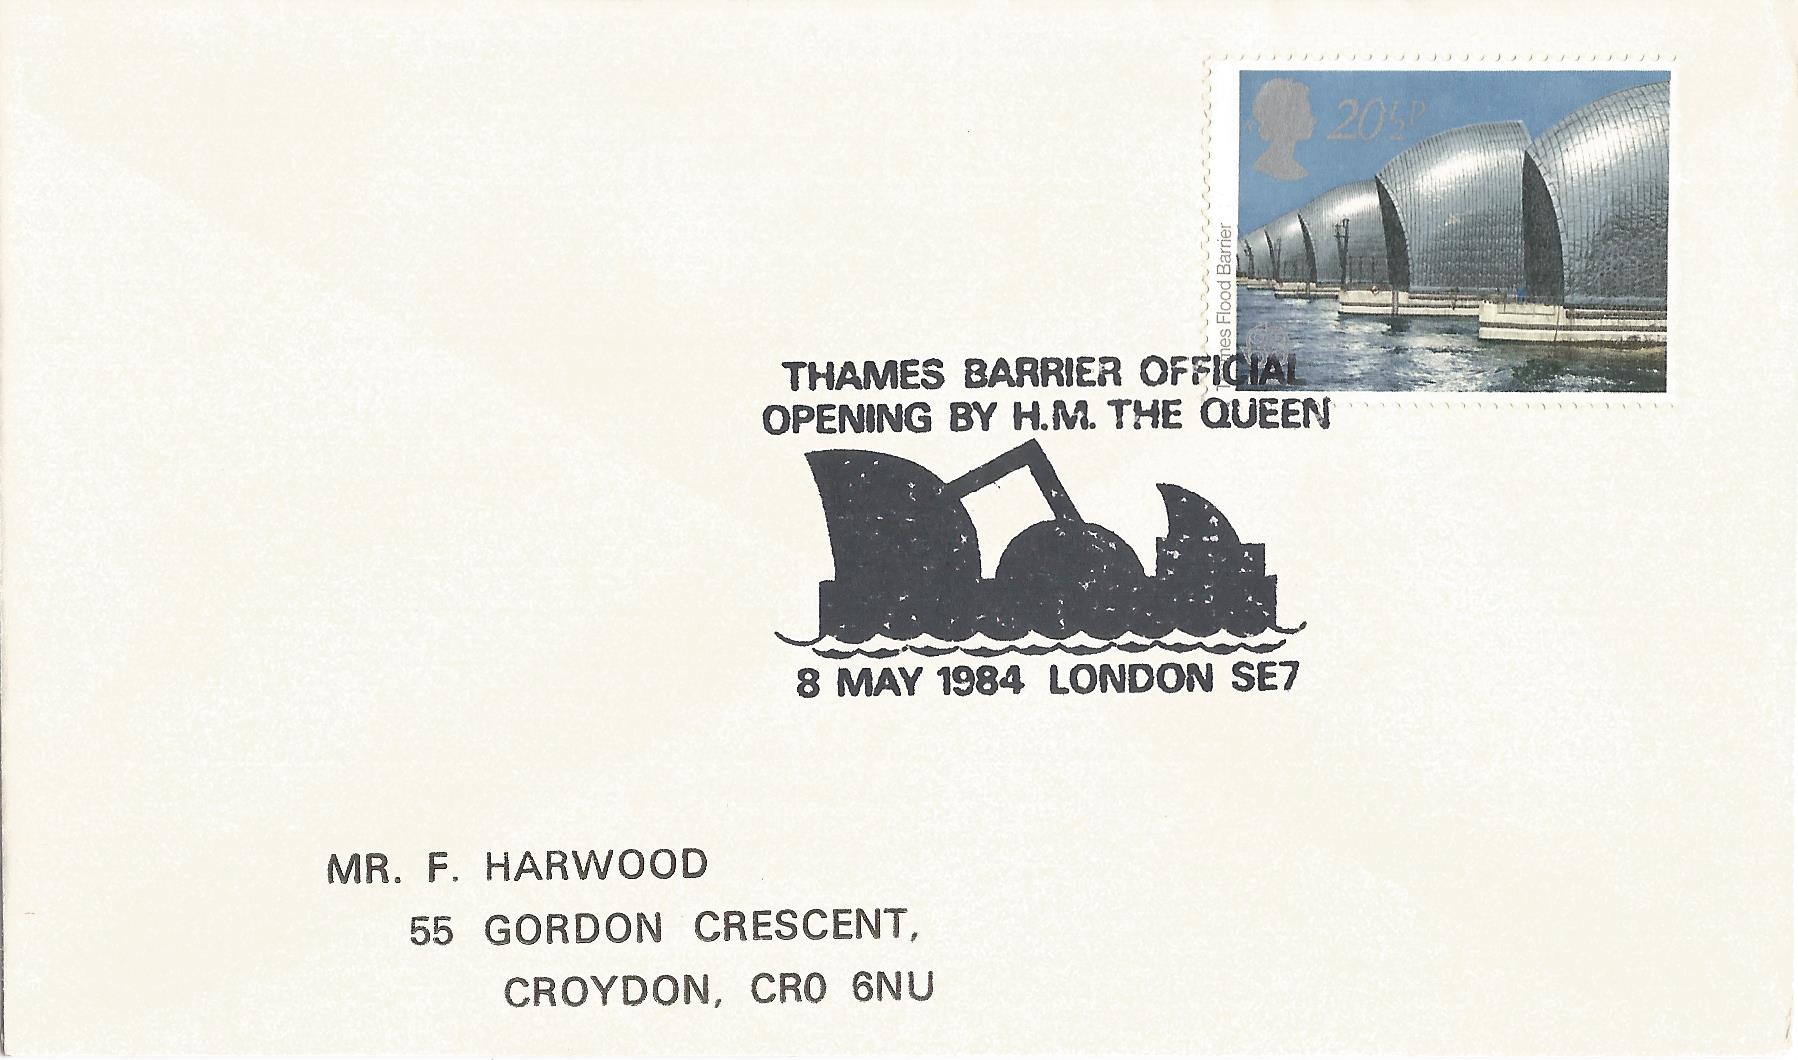 20½p
Thames Flood Barrier
THAMES BARRIER OFFICIAL
OPENING BY H.M. THE QUEEN
8 MAY 1984 LONDON SE7
MR. F. HARWOOD
55 GORDON CRESCENT,
CROYDON, CR0 6NU